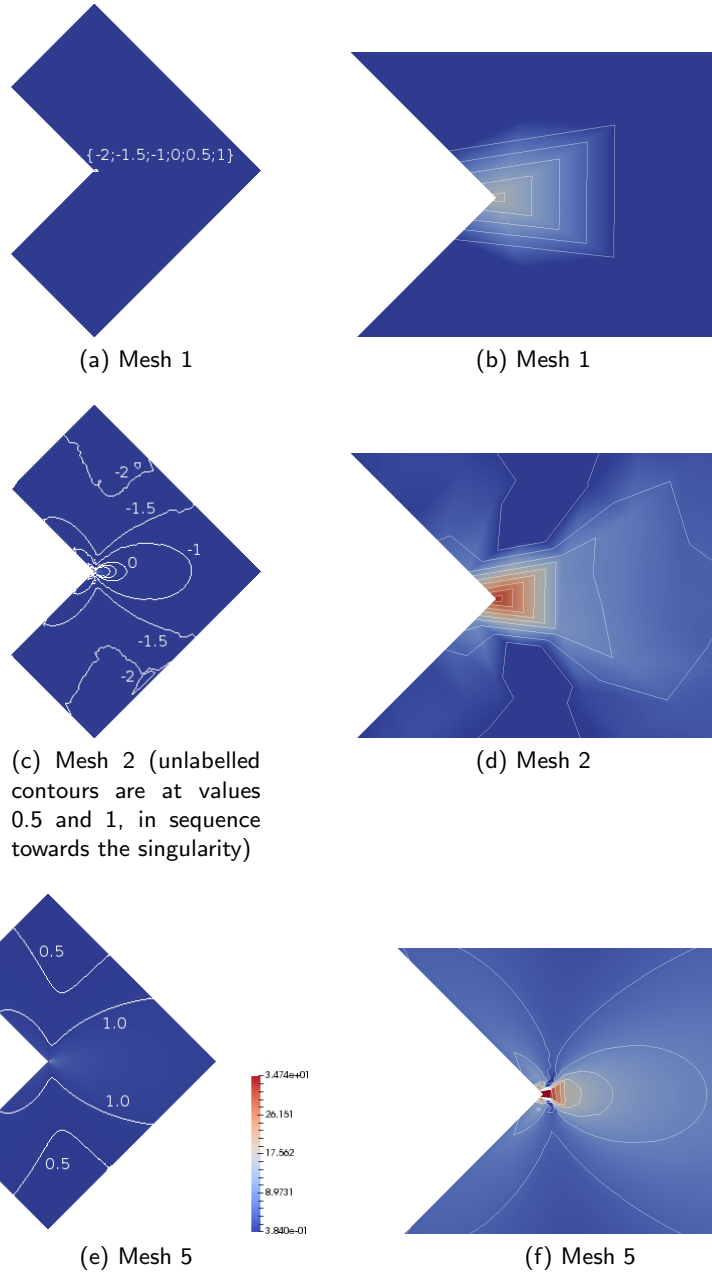 {-2;-1.5;-1;0;0.5;1}
(a) Mesh 1
(b) Mesh 1
-2
-1.5
-1
0
-1.5
-2
(c) Mesh 2 (unlabelled
contours are at values
0.5 and 1, in sequence
towards the singularity)
(d) Mesh 2
0.5
1.0
1.0
0.5
3.474e+01
26.151
17.562
8.9731
3.840e-01
(e) Mesh 5
(f) Mesh 5